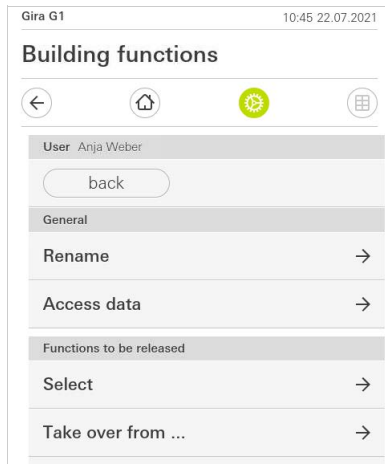 Gira G1 10:45 22.07.2021
Building functions
User Anja Weber
back
General
Rename
Access data
Functions to be released
Select
Take over from ...